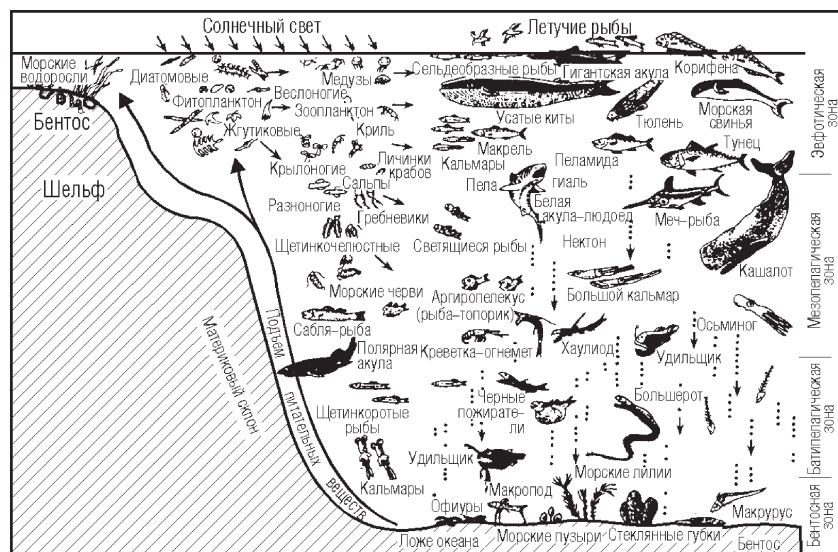 Солнечный свет
Летучие рыбы
Морские
водоросли
Диатомовые
Медузы
Сельдеобразные рыбы
Гигантская акула
Корифена
Веслоногие
Фитопланктон
Зоопланктон
Бентос
Усатые киты
Тюлень
Морская
свинья
Жгутиковые
Криль
Макрель
Тунец
Личинки
крабов
Кальмары
Пеламида
Крылоногие
Сальпы
Пела
гиаль
Шельф
Разноногие
Гребневики
Белая
акула-людоед
Меч-рыба
Щетинкочелюстные
Светящиеся рыбы
Нектон
Кашалот
Морские черви
Аргиропелекус
(рыба-топорик)
Большой кальмар
Сабля-рыба
Осьминог
Полярная
акула
Креветка-огнемет
Хаулиод
Удильщик
Черные
пожирате-
ли
Большерот
Щетинкоротые
рыбы
Удильщик
Морские лилии
Кальмары
Макропод
Офиуры
Макрурус
Ложе океана
Морские пузыри
Стеклянные губки
Бентос
Материковый склон
Подъем
питательных
веществ
Эвфотическая
зона
Мезопелагическая
зона
Батипелагическая
зона
Бентосная
зона